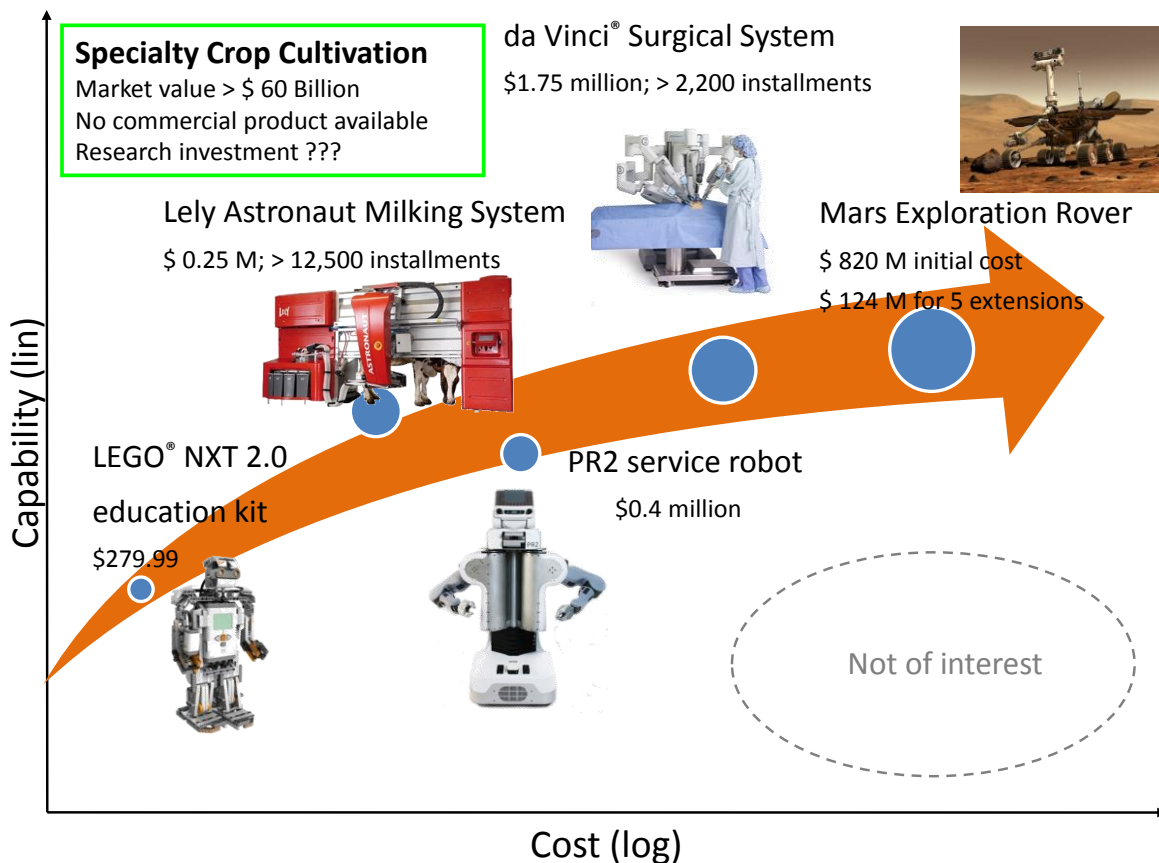 Specialty Crop Cultivation
Market value > $ 60 Billion
No commercial product available
Research investment ???
da Vinci® Surgical System
$1.75 million; > 2,200 installments
Lely Astronaut Milking System
$ 0.25 M; > 12,500 installments
Mars Exploration Rover
$ 820 M initial cost
$ 124 M for 5 extensions
LELY
ASTRONAUT
LEGO® NXT 2.0
education kit
$279.99
PR2 service robot
$0.4 million
PR2
Not of interest
Capability (lin)
Cost (log)